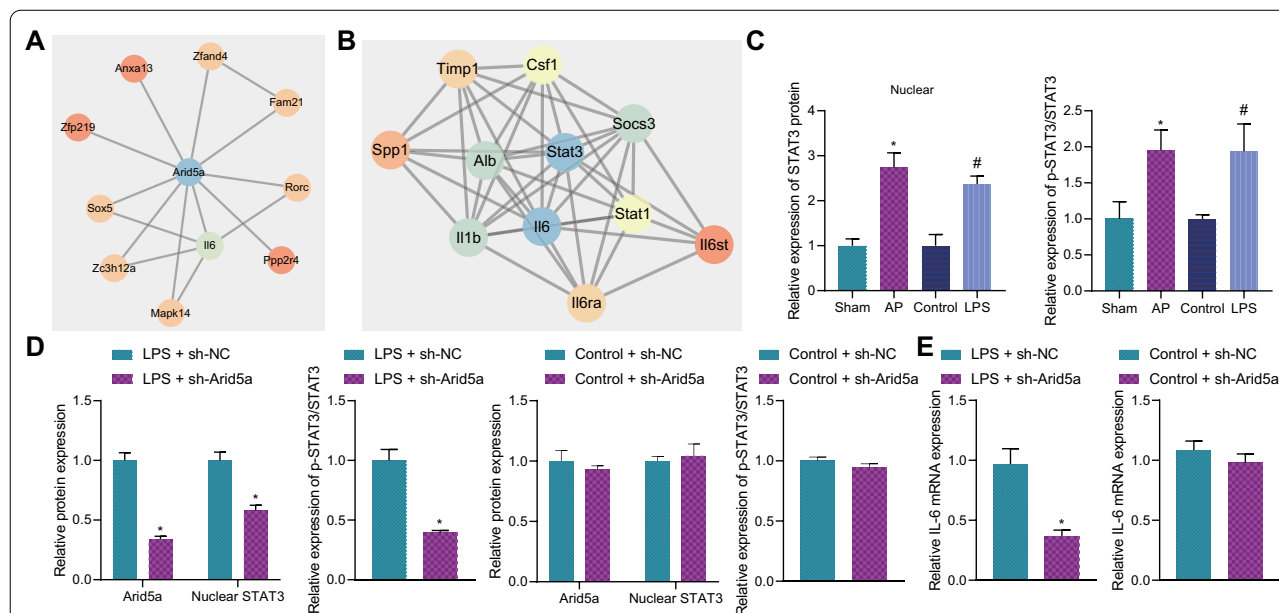 A
Zfand4
Anxa13
Fam21
Zfp219
Arid5a
Rorc
Sox5
Il6
Zc3h12a
Ppp2r4
Mapk14
B
Timp1
Csf1
Socs3
Spp1
Alb
Stat3
Stat1
Il1b
Il6
Il6st
Il6ra
C
Nuclear
Relative expression of STAT3 protein
4
3
2
1
0
*
#
Sham
AP
Control
LPS
Relative expression of p-STAT3/STAT3
2.5
2.0
1.5
1.0
0.5
0.0
*
#
Sham
AP
Control
LPS
D
LPS + sh-NC
LPS + sh-Arid5a
Relative protein expression
1.5
1.0
0.5
0.0
*
*
Arid5a
Nuclear STAT3
LPS + sh-NC
LPS + sh-Arid5a
Relative expression of p-STAT3/STAT3
1.5
1.0
0.5
0.0
*
Control + sh-NC
Control + sh-Arid5a
Relative protein expression
1.5
1.0
0.5
0.0
Arid5a
Nuclear STAT3
Control + sh-NC
Control + sh-Arid5a
Relative expression of p-STAT3/STAT3
1.5
1.0
0.5
0.0
E
LPS + sh-NC
LPS + sh-Arid5a
Relative IL-6 mRNA expression
1.5
1.0
0.5
0.0
*
Control + sh-NC
Control + sh-Arid5a
Relative IL-6 mRNA expression
1.5
1.0
0.5
0.0